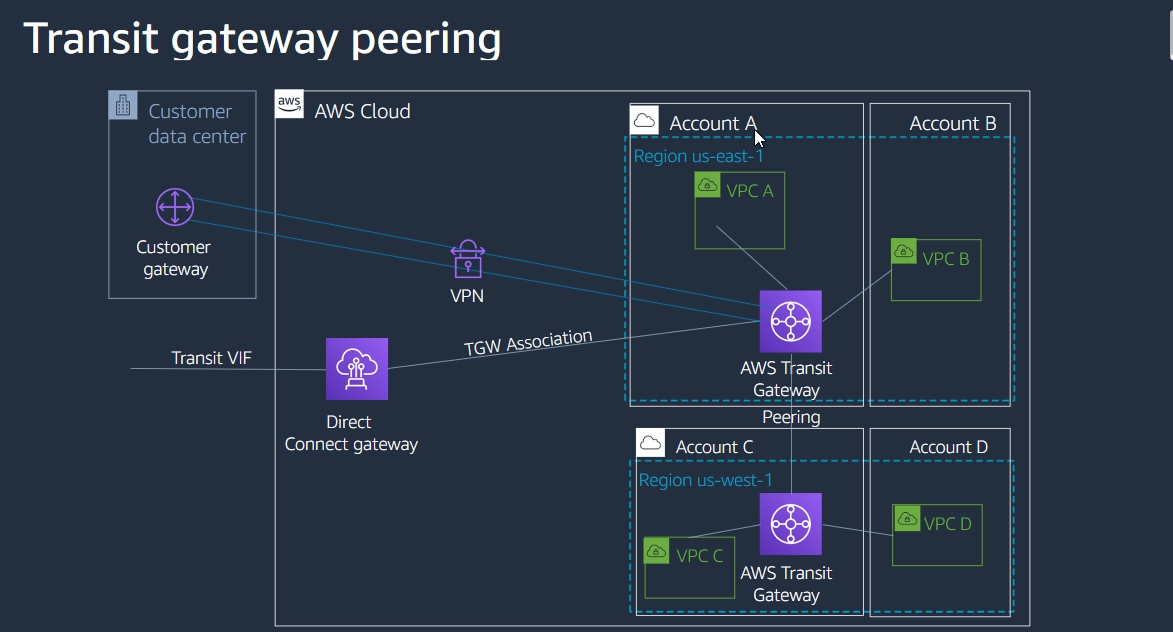 Transit gateway peering
Customer
data center
Customer
gateway
Transit VIF
aws
AWS Cloud
VPN
TGW Association
Direct
Connect gateway
Account A
Account B
Region us-east-1
VPC A
VPC B
AWS Transit
Gateway
Peering
Account C
Account D
Region us-west-1
VPC C
VPC D
AWS Transit
Gateway